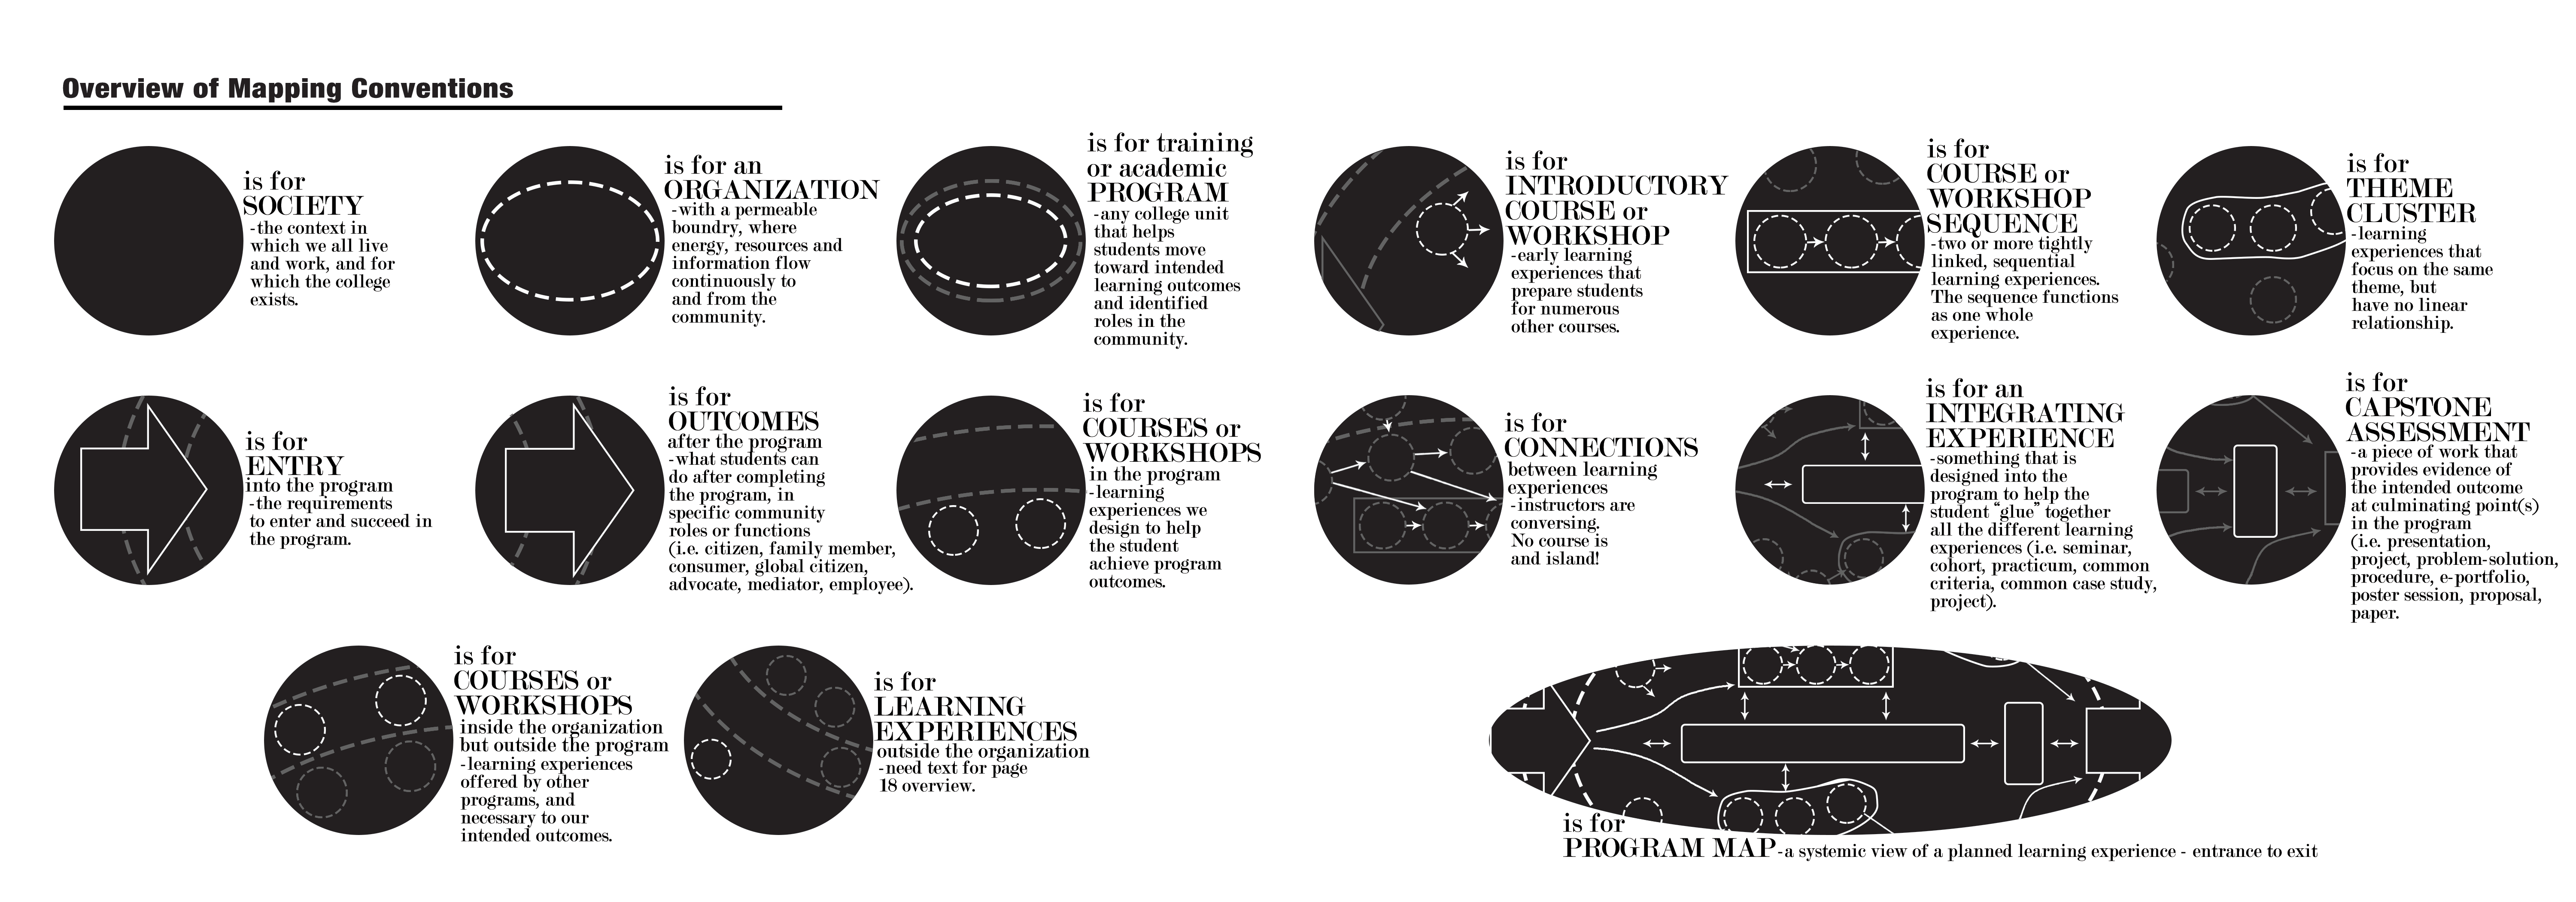 Overview of Mapping Conventions
is for
SOCIETY
-the context in
which we all live
and work, and for
which the college
exists.
is for an
ORGANIZATION
-with a permeable
boundry, where
energy, resources and
information flow
continuously to
and from the
community.
is for training
or academic
PROGRAM
-any college unit
that helps
students move
toward intended
learning outcomes
and identified
roles in the
community.
is for
INTRODUCTORY
COURSE or
WORKSHOP
-early learning
experiences that
prepare students
for numerous
other courses.
is for
COURSE or
WORKSHOP
SEQUENCE
-two or more tightly
linked, sequential
learning experiences.
The sequence functions
as one whole
experience.
is for
THEME
CLUSTER
-learning
experiences that
focus on the same
theme, but
have no linear
relationship.
is for
ENTRY
into the program
-the requirements
to enter and succeed in
the program.
is for
OUTCOMES
after the program
-what students can
do after completing
the program, in
specific community
roles or functions
(i.e. citizen, family member,
consumer, global citizen,
advocate, mediator, employee).
is for
COURSES or
WORKSHOPS
in the program
-learning
experiences we
design to help
the student
achieve program
outcomes.
is for
CONNECTIONS
between learning
experiences
-instructors are
conversing.
No course is
and island!
is for an
INTEGRATING
EXPERIENCE
-something that is
designed into the
program to help the
student “glue” together
all the different learning
experiences (i.e. seminar,
cohort, practicum, common
criteria, common case study,
project).
is for
CAPSTONE
ASSESSMENT
-a piece of work that
provides evidence of
the intended outcome
at culminating point(s)
in the program
(i.e. presentation,
project, problem-solution,
procedure, e-portfolio,
poster session, proposal,
paper.
is for
COURSES or
WORKSHOPS
inside the organization
but outside the program
-learning experiences
offered by other
programs, and
necessary to our
intended outcomes.
is for
LEARNING
EXPERIENCES
outside the organization
-need text for page
18 overview.
is for
PROGRAM MAP-a systemic view of a planned learning experience - entrance to exit